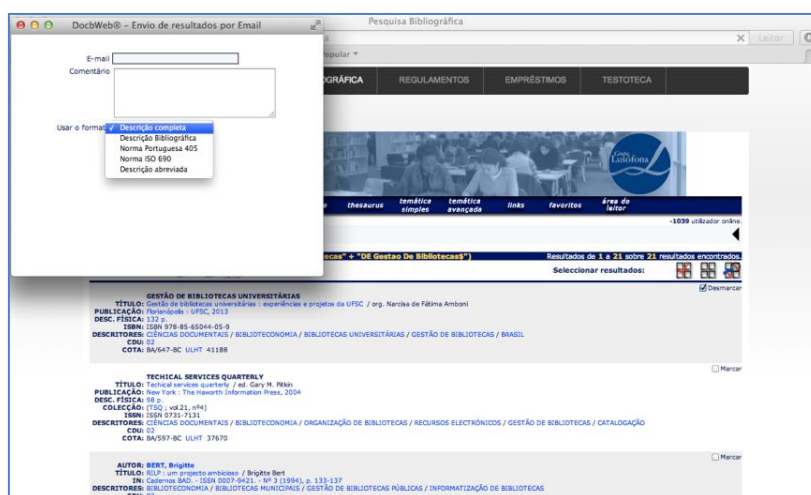 DocbWeb® – Envio de resultados por Email
Pesquisa Bibliográfica
Leitor
Popular
E-mail
Comentário
Usar o format
✓ Descrição completa
Descrição Bibliográfica
Norma Portuguesa 405
Norma ISO 690
Descrição abreviada
OGRÁFICA
REGULAMENTOS
EMPRÉSTIMOS
TESTOTECA
Grupo
Lusófona
thesaurus
temática simples
temática avançada
links
favoritos
área do leitor
-1039 utilizador online.
ecas" + "DE Gestao De Bibliotecas$")
Resultados de 1 a 21 sobre 21 resultados encontrados.
Seleccionar resultados:
Desmarcar
GESTÃO DE BIBLIOTECAS UNIVERSITÁRIAS
TÍTULO: Gestão de bibliotecas universitárias : experiências e projetos da UFSC / org. Narcisa de Fátima Amboni
PUBLICAÇÃO: Florianópolis : UFSC, 2013
DESC. FÍSICA: 132 p.
ISBN: ISBN 978-85-65044-05-9
DESCRITORES: CIÊNCIAS DOCUMENTAIS / BIBLIOTECONOMIA / BIBLIOTECAS UNIVERSITÁRIAS / GESTÃO DE BIBLIOTECAS / BRASIL
CDU: 02
COTA: BA/647-BC ULHT 41188
Marcar
TECHICAL SERVICES QUARTERLY
TÍTULO: Techical services quarterly / ed. Gary M. Pitkin
PUBLICAÇÃO: New York : The Haworth Information Press, 2004
DESC. FÍSICA: 98 p.
COLECÇÃO: (TSQ ; vol.21, nº4)
ISSN: ISSN 0731-7131
DESCRITORES: CIÊNCIAS DOCUMENTAIS / BIBLIOTECONOMIA / ORGANIZAÇÃO DE BIBLIOTECAS / RECURSOS ELECTRÓNICOS / GESTÃO DE BIBLIOTECAS / CATALOGAÇÃO
CDU: 02
COTA: BA/597-BC ULHT 37670
Marcar
AUTOR: BERT, Brigitte
TÍTULO: RILP : um projecto ambicioso / Brigitte Bert
IN: Cadernos BAD. - ISSN 0007-9421. - Nº 3 (1994), p. 133-137
DESCRITORES: BIBLIOTECONOMIA / BIBLIOTECAS MUNICIPAIS / GESTÃO DE BIBLIOTECAS PÚBLICAS / INFORMATIZAÇÃO DE BIBLIOTECAS